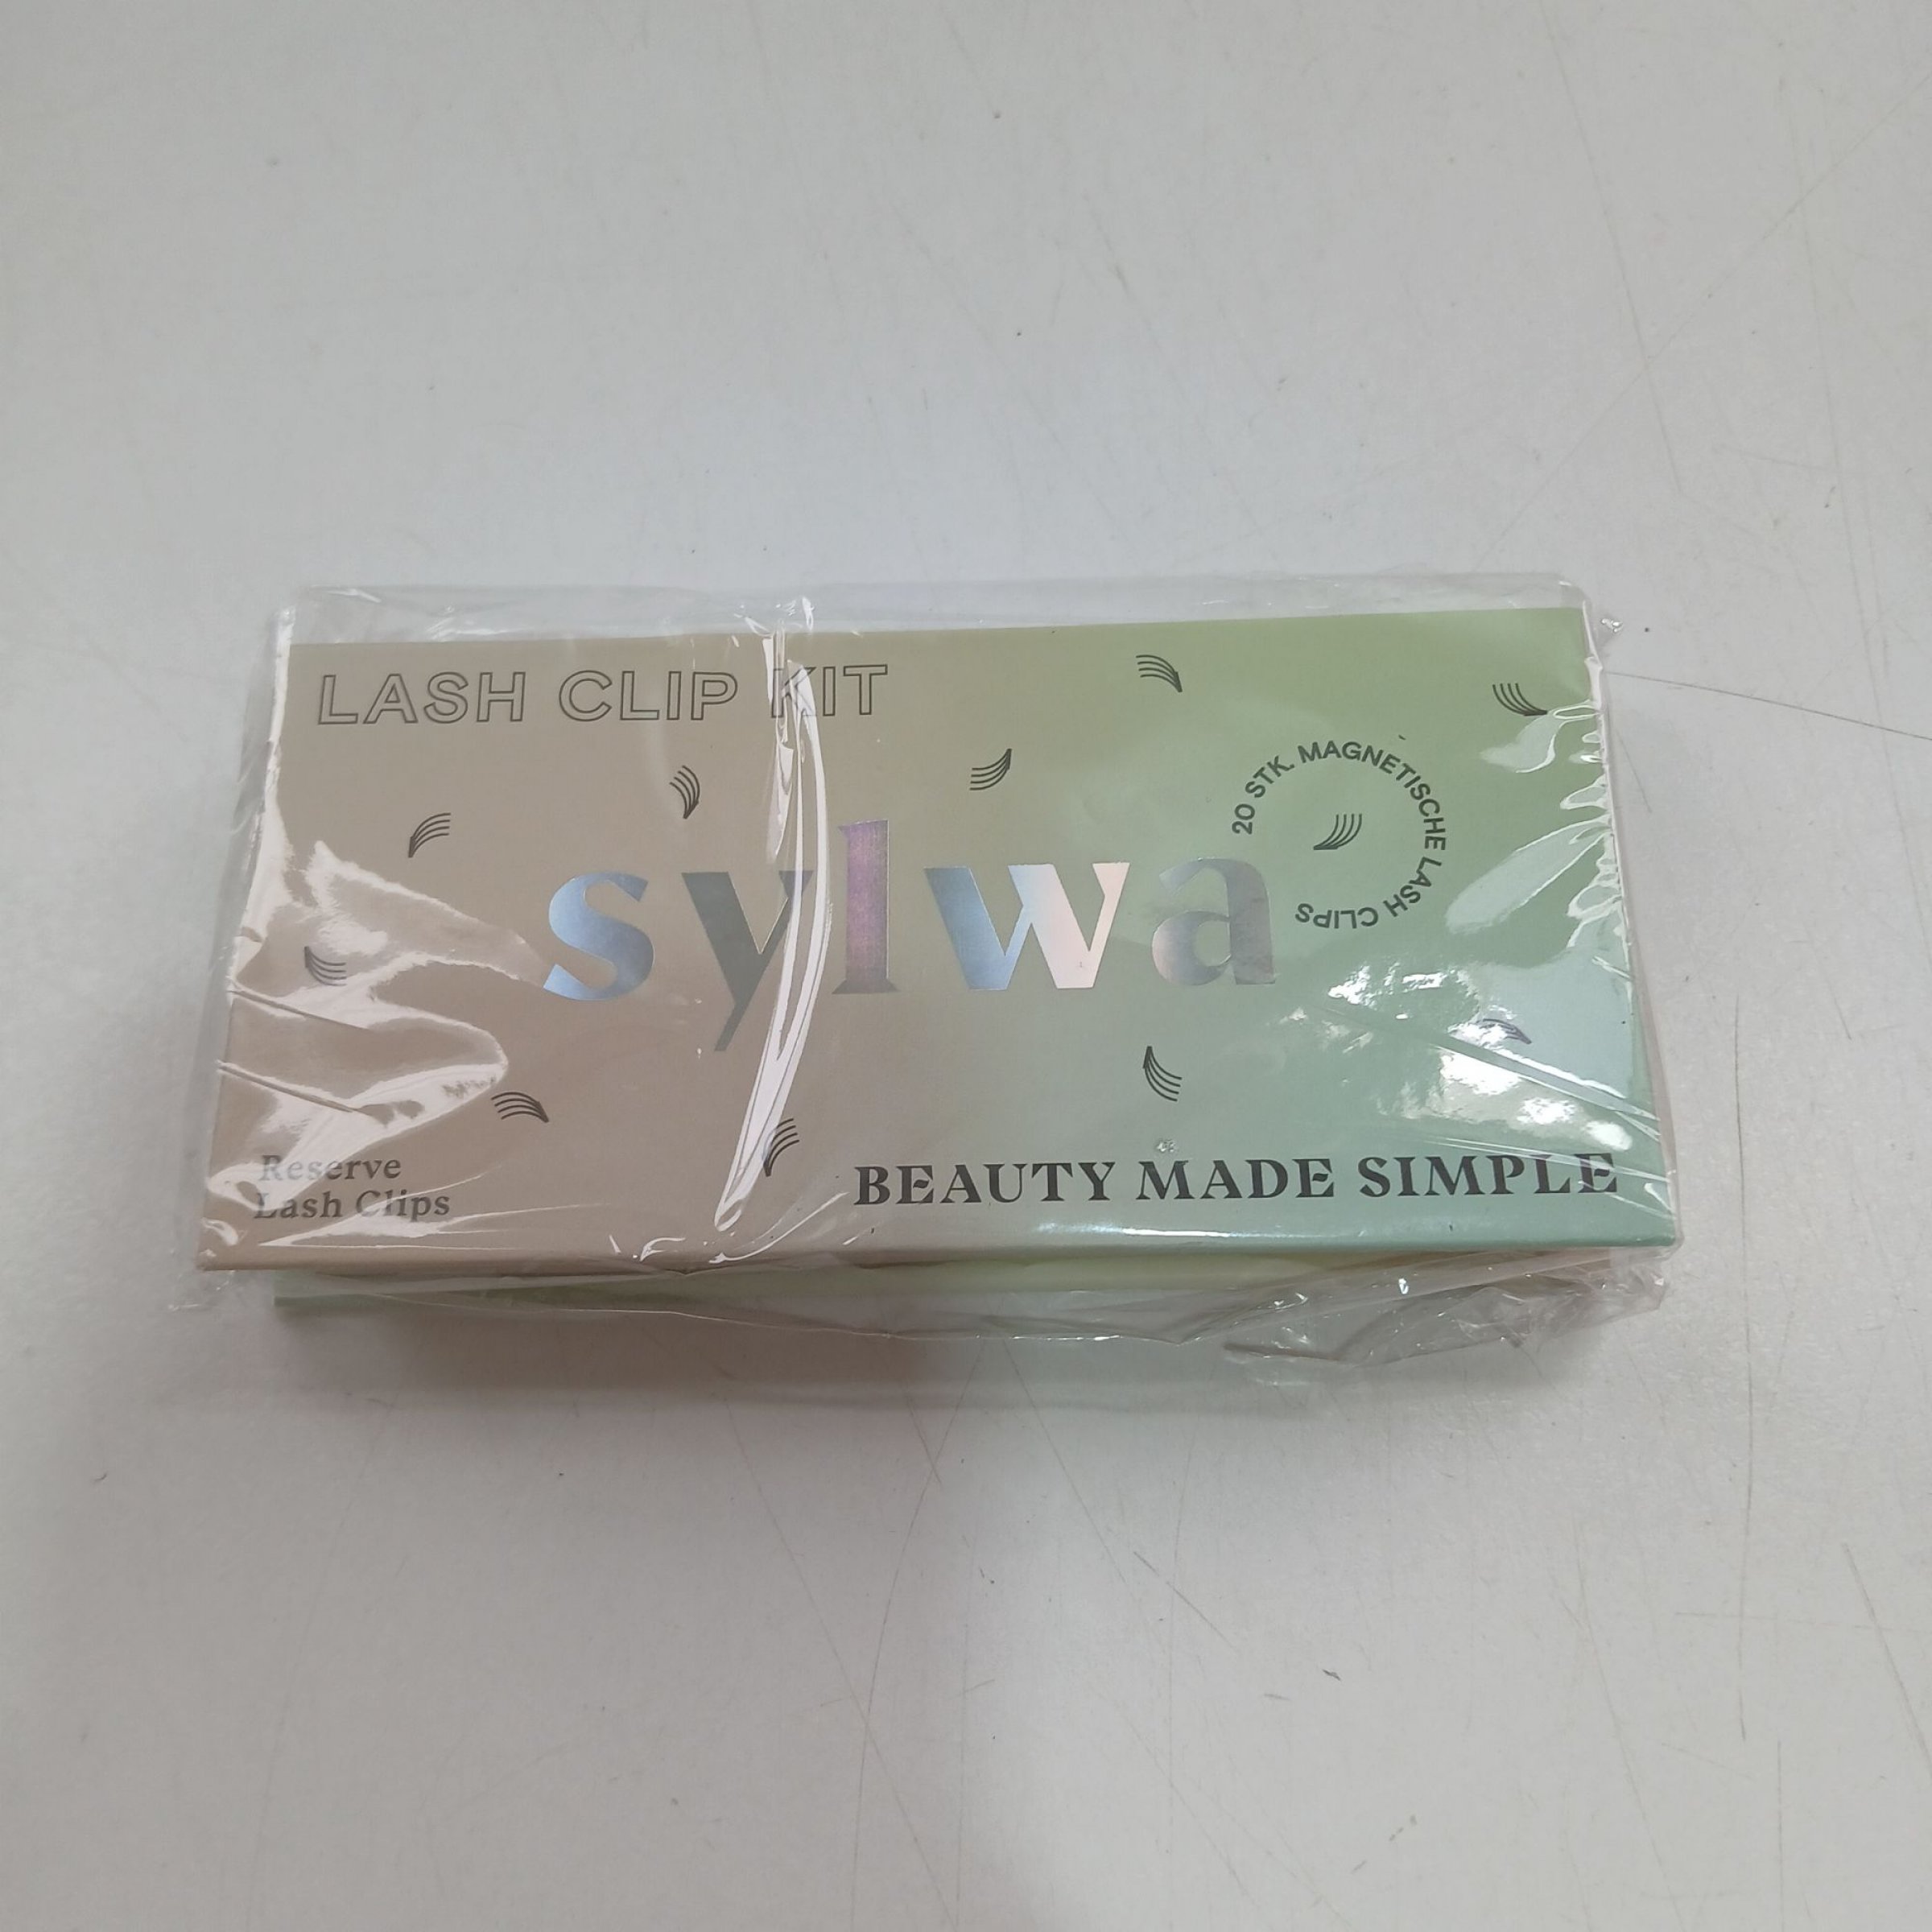 LASH CLIP KIT
20 STK. MAGNETISCHE LASH CLIPS
sylwa
Reserve
Lash Clips
BEAUTY MADE SIMPLE